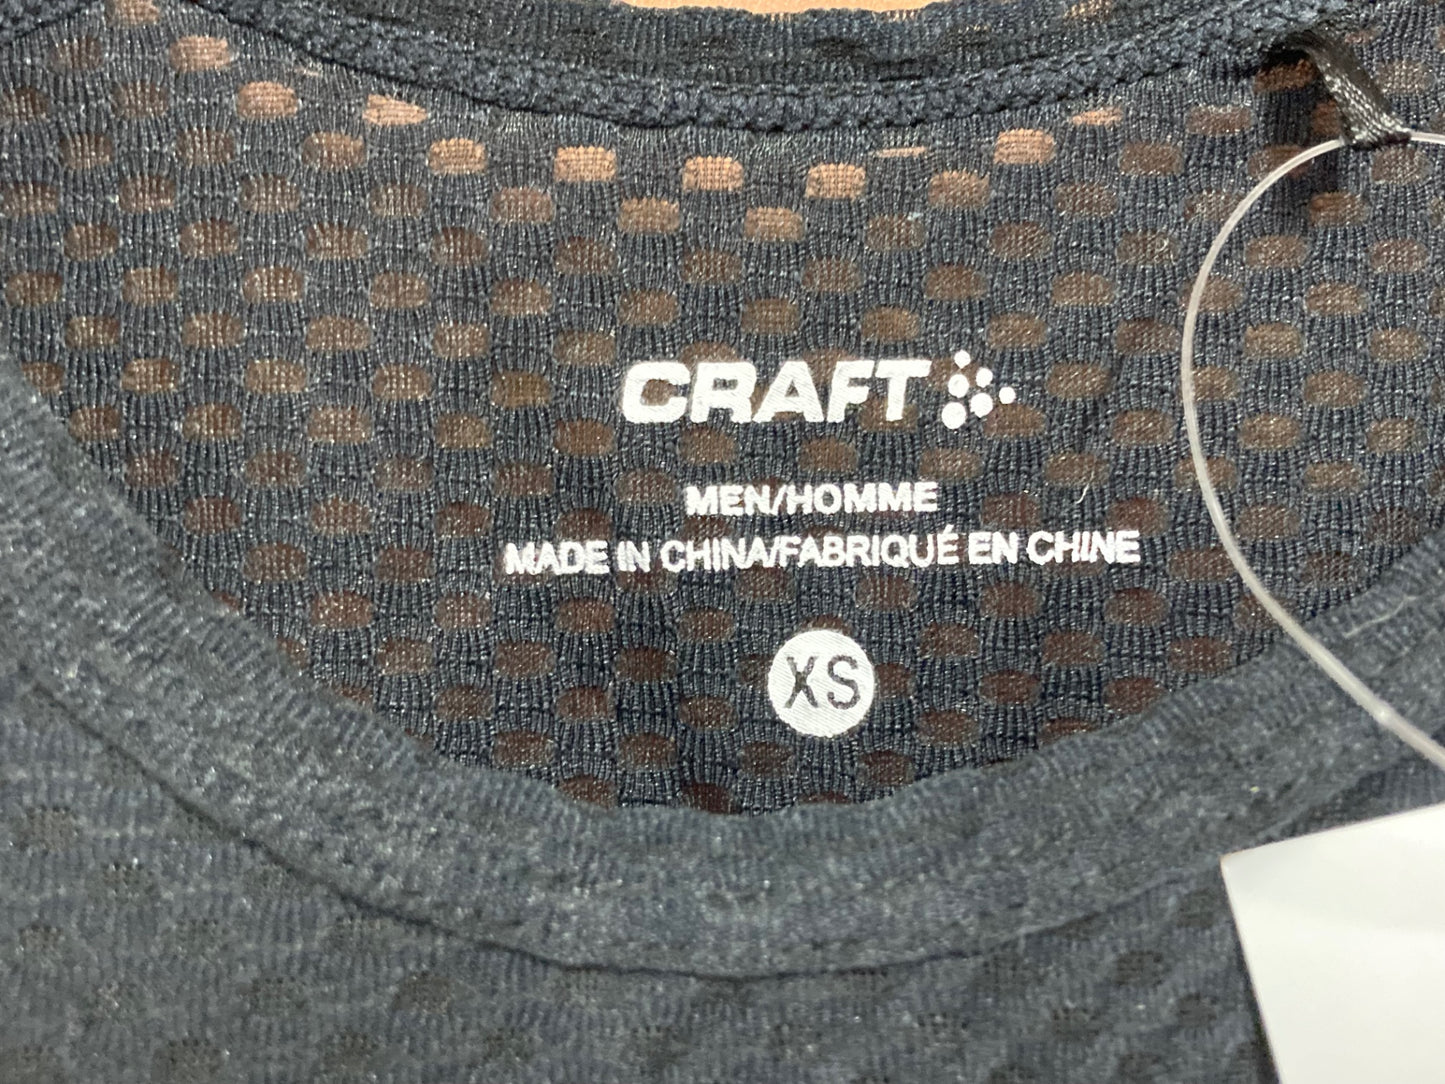 CRAFT
MEN/HOMME
MADE IN CHINA/FABRIQUÉ EN CHINE
XS